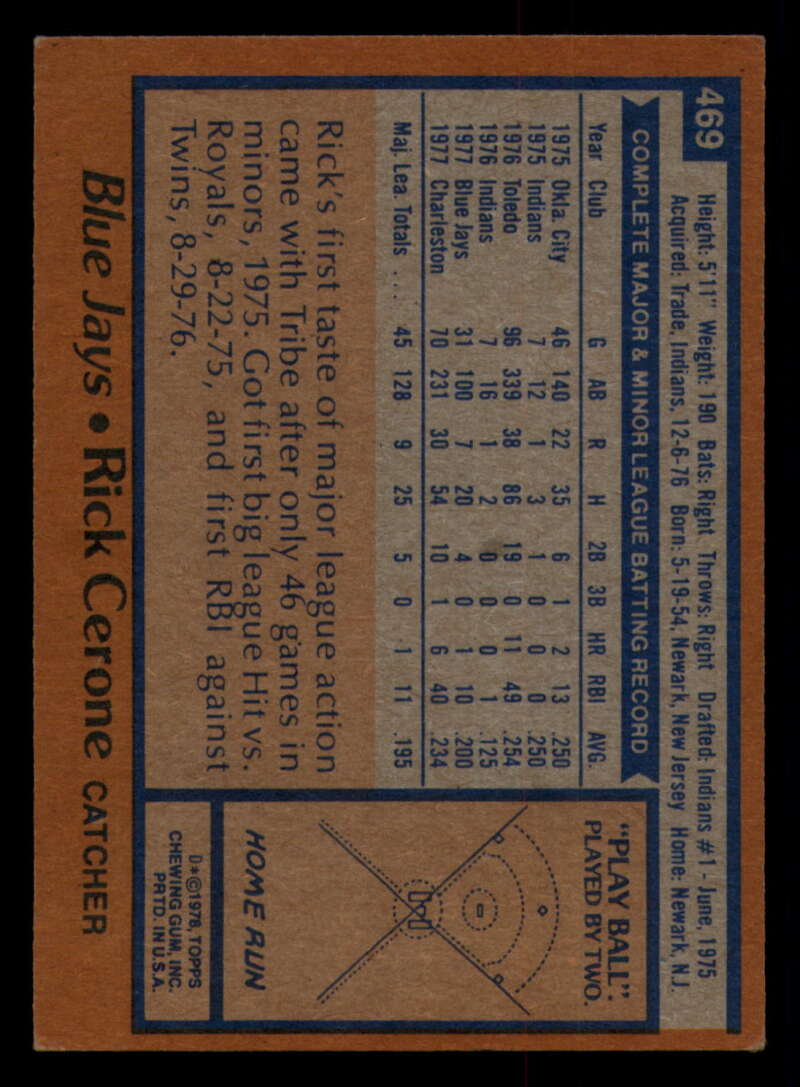 469
Height: 5'11" Weight: 190 Bats: Right Throws: Right Drafted: Indians #1 - June, 1975
Acquired: Trade, Indians, 12-6-76 Born: 5-19-54, Newark, New Jersey Home: Newark, N.J.
COMPLETE MAJOR & MINOR LEAGUE BATTING RECORD
Year Club G AB R H 2B 3B HR RBI AVG.
1975 Okla. City 46 140 22 35 6 1 2 13 .250
1975 Indians 7 12 1 3 1 0 0 0 .250
1976 Toledo 96 339 38 86 19 0 11 49 .254
1976 Indians 7 16 1 2 0 0 0 1 .125
1977 Blue Jays 31 100 7 20 4 0 1 10 .200
1977 Charleston 70 231 30 54 10 1 6 40 .234
Maj. Lea. Totals ... 45 128 9 25 5 0 1 11 .195
Rick's first taste of major league action
came with Tribe after only 46 games in
minors, 1975. Got first big league Hit vs.
Royals, 8-22-75, and first RBI against
Twins, 8-29-76.
"PLAY BALL":
PLAYED BY TWO.
HOME RUN
D*©1978, TOPPS
CHEWING GUM, INC.
PRTD. IN U.S.A.
Blue Jays • Rick Cerone CATCHER